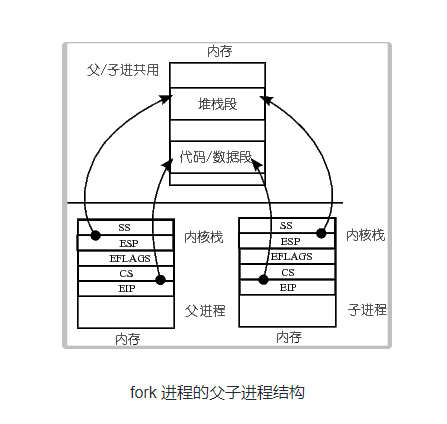 内存
父/子进共用
堆栈段
代码/数据段
SS
ESP
EFLAGS
CS
EIP
内核栈
父进程
内存
SS
ESP
EFLAGS
CS
EIP
内核栈
子进程
内存
fork 进程的父子进程结构